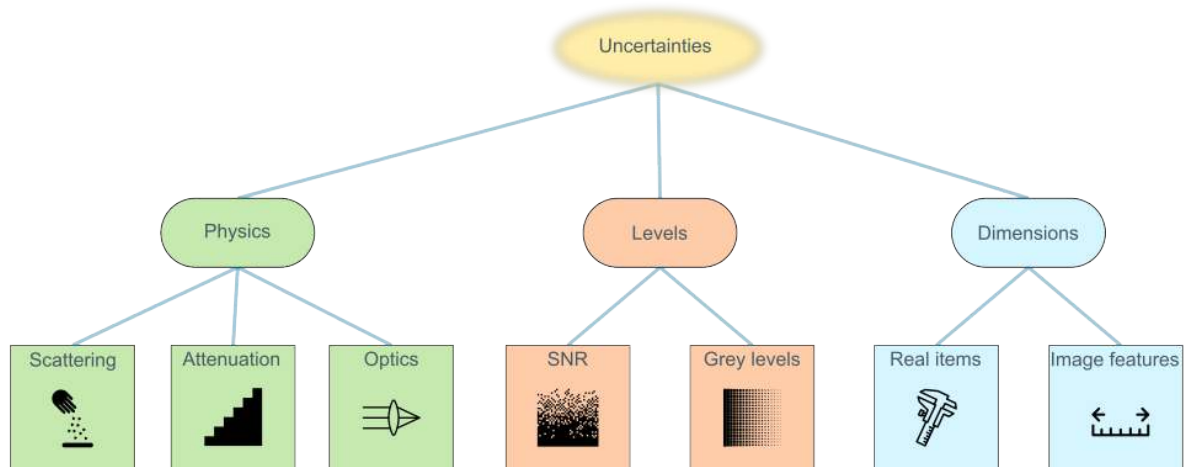 Uncertainties
Physics
Levels
Dimensions
Scattering
Attenuation
Optics
SNR
Grey levels
Real items
Image features